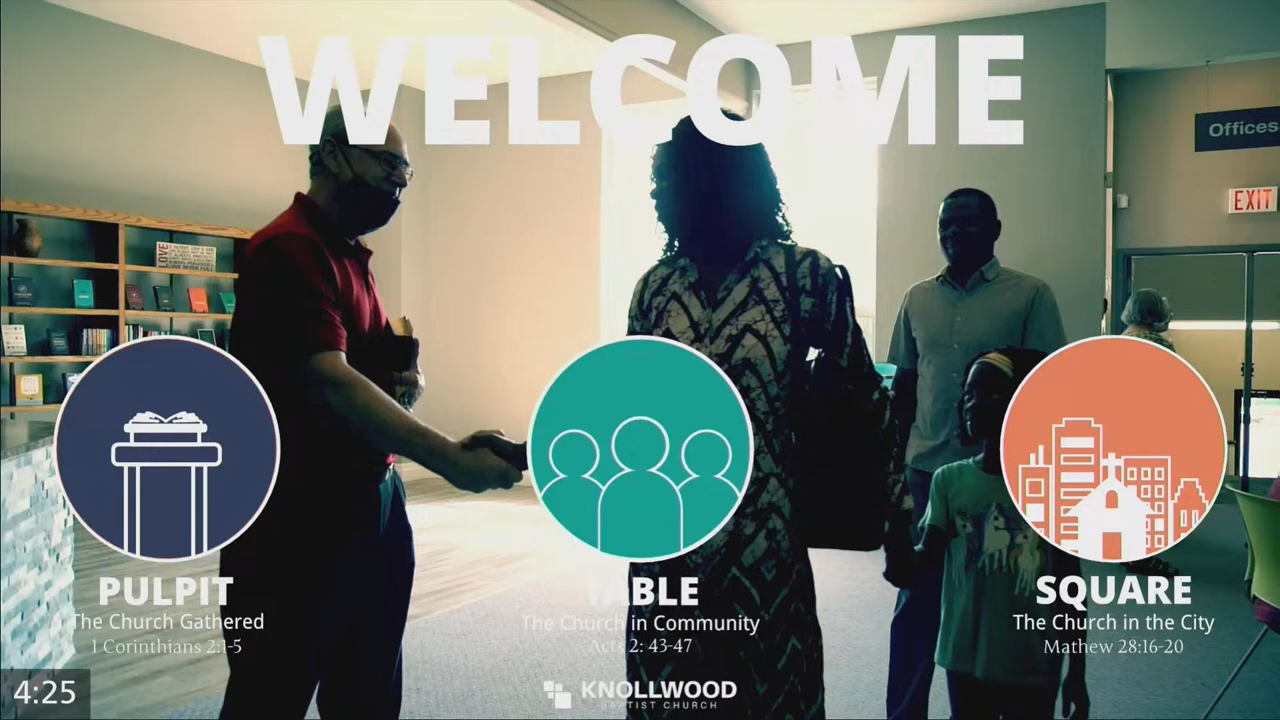 WELCOME
Offices
EXIT
LOVE
PULPIT
The Church Gathered
1 Corinthians 2:1-5
TABLE
The Church in Community
Acts 2: 43-47
SQUARE
The Church in the City
Mathew 28:16-20
4:25
KNOLLWOOD
BAPTIST CHURCH